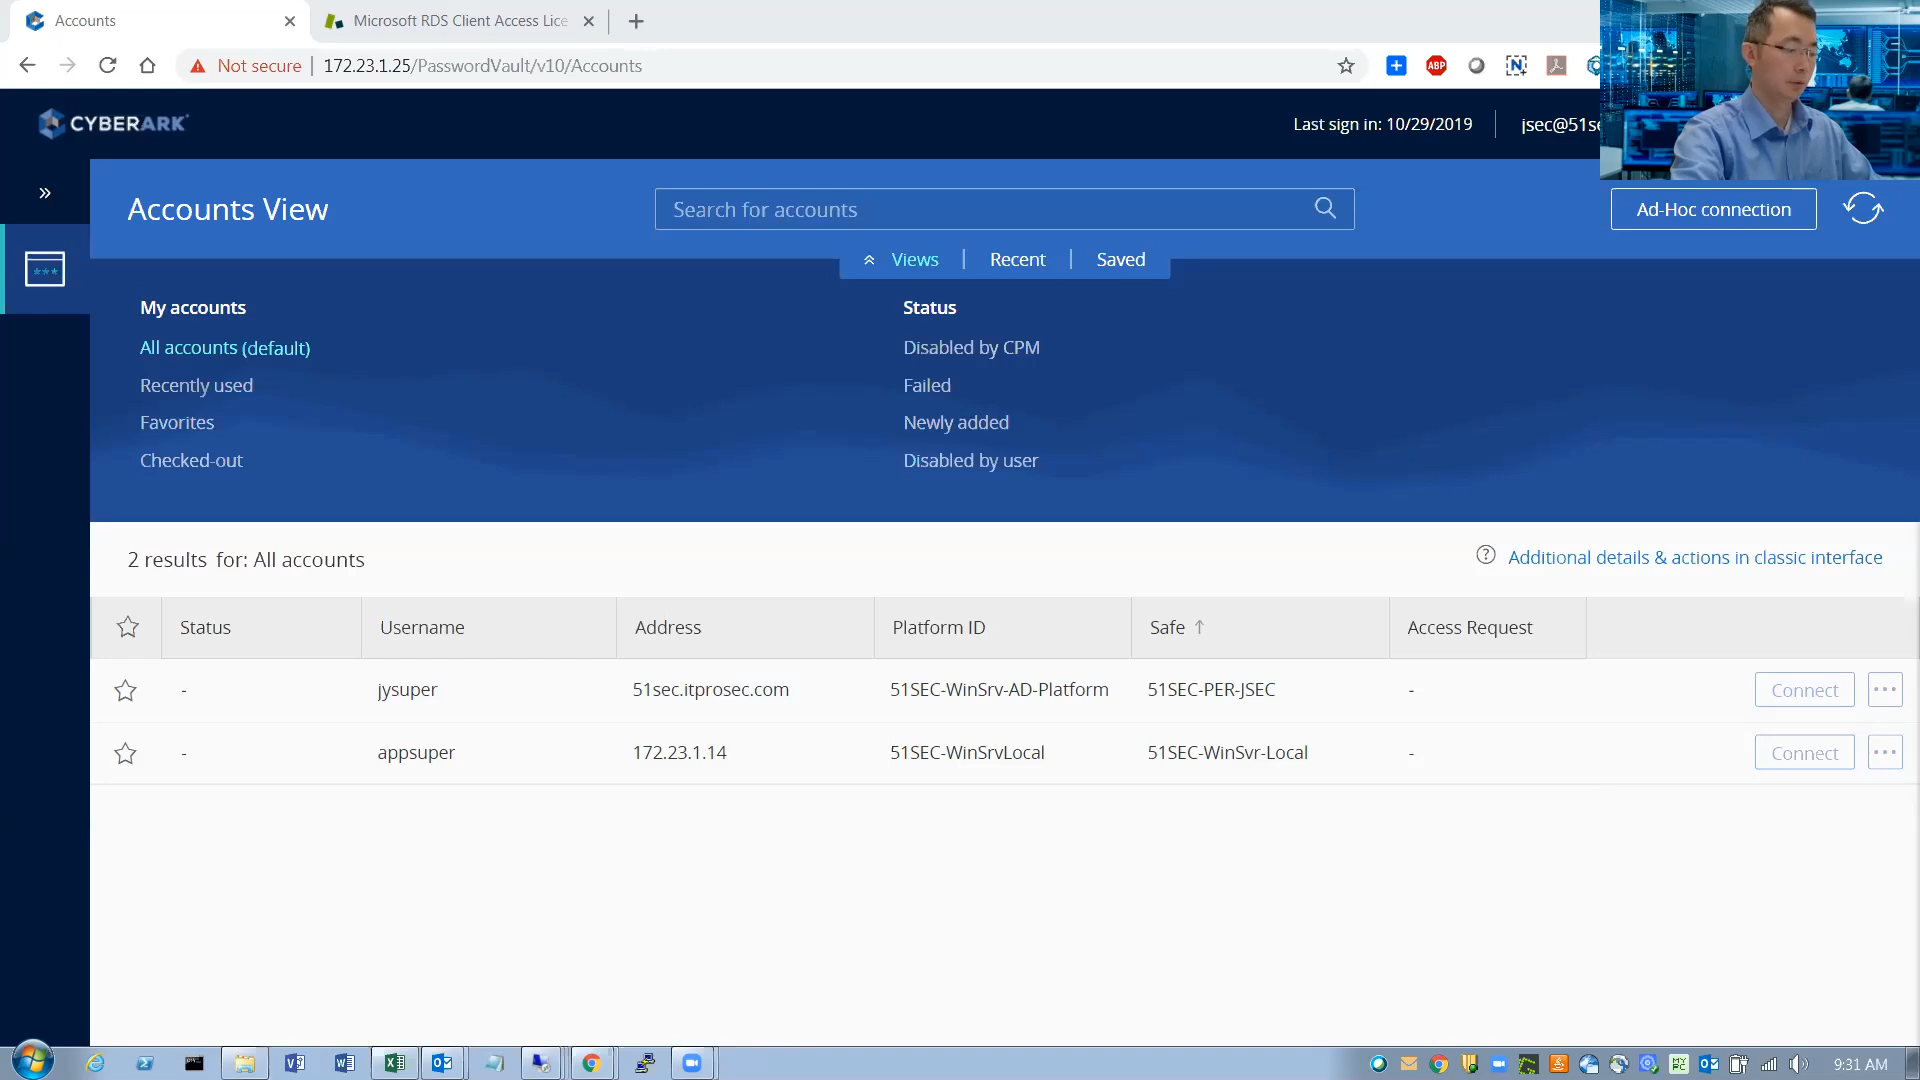 Accounts
Microsoft RDS Client Access Lice
Not secure
172.23.1.25/PasswordVault/v10/Accounts
ABP
N
CYBERARK
Last sign in: 10/29/2019
jsec@51se
Accounts View
Search for accounts
Ad-Hoc connection
Views
Recent
Saved
My accounts
Status
All accounts (default)
Disabled by CPM
Recently used
Failed
Favorites
Newly added
Checked-out
Disabled by user
2 results for: All accounts
Additional details & actions in classic interface
Status
Username
Address
Platform ID
Safe
Access Request
- jysuper 51sec.itprosec.com 51SEC-WinSrv-AD-Platform 51SEC-PER-JSEC - Connect
- appsuper 172.23.1.14 51SEC-WinSrvLocal 51SEC-WinSvr-Local - Connect
9:31 AM